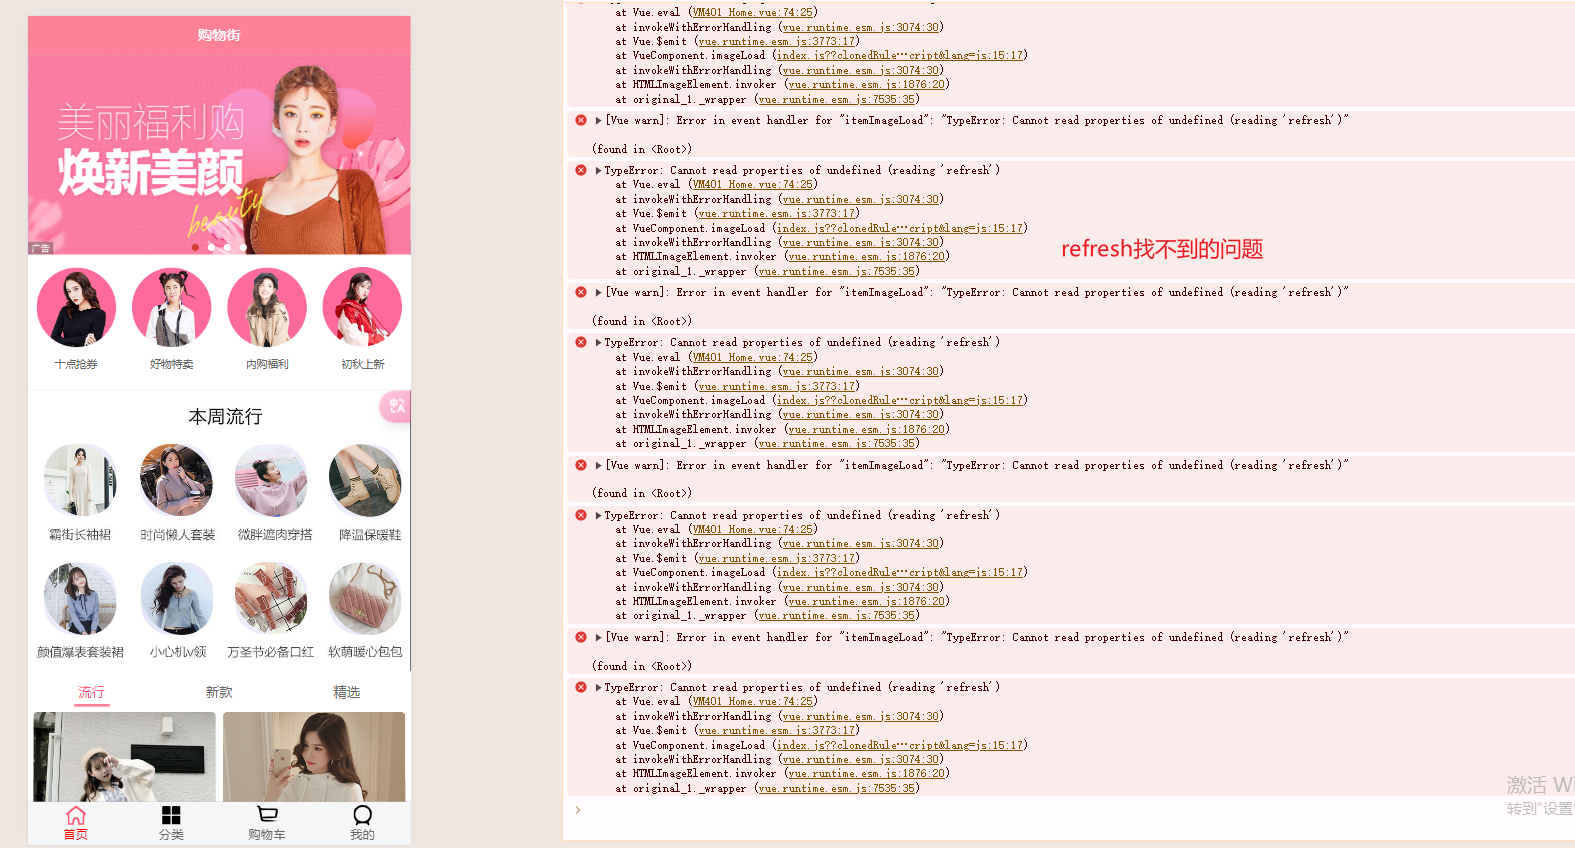 购物街
美丽福利购
焕新美颜
beauty
广告
十点抢券
好物特卖
内购福利
初秋上新
本周流行
霸街长袖裙
时尚懒人套装
微胖遮肉穿搭
降温保暖鞋
颜值爆表套装裙
小心机v领
万圣节必备口红
软萌暖心包包
流行
新款
精选
首页
分类
购物车
我的
at Vue.eval (VM401 Home.vue:74:25)
at invokeWithErrorHandling (vue.runtime.esm.js:3074:30)
at Vue.$emit (vue.runtime.esm.js:3773:17)
at VueComponent.imageLoad (index.js??clonedRule…cript&lang=js:15:17)
at invokeWithErrorHandling (vue.runtime.esm.js:3074:30)
at HTMLImageElement.invoker (vue.runtime.esm.js:1876:20)
at original_1._wrapper (vue.runtime.esm.js:7535:35)
[Vue warn]: Error in event handler for "itemImageLoad": "TypeError: Cannot read properties of undefined (reading 'refresh')"
(found in <Root>)
TypeError: Cannot read properties of undefined (reading 'refresh')
at Vue.eval (VM401 Home.vue:74:25)
at invokeWithErrorHandling (vue.runtime.esm.js:3074:30)
at Vue.$emit (vue.runtime.esm.js:3773:17)
at VueComponent.imageLoad (index.js??clonedRule…cript&lang=js:15:17)
at invokeWithErrorHandling (vue.runtime.esm.js:3074:30)
at HTMLImageElement.invoker (vue.runtime.esm.js:1876:20)
at original_1._wrapper (vue.runtime.esm.js:7535:35)
refresh找不到的问题
[Vue warn]: Error in event handler for "itemImageLoad": "TypeError: Cannot read properties of undefined (reading 'refresh')"
(found in <Root>)
TypeError: Cannot read properties of undefined (reading 'refresh')
at Vue.eval (VM401 Home.vue:74:25)
at invokeWithErrorHandling (vue.runtime.esm.js:3074:30)
at Vue.$emit (vue.runtime.esm.js:3773:17)
at VueComponent.imageLoad (index.js??clonedRule…cript&lang=js:15:17)
at invokeWithErrorHandling (vue.runtime.esm.js:3074:30)
at HTMLImageElement.invoker (vue.runtime.esm.js:1876:20)
at original_1._wrapper (vue.runtime.esm.js:7535:35)
[Vue warn]: Error in event handler for "itemImageLoad": "TypeError: Cannot read properties of undefined (reading 'refresh')"
(found in <Root>)
TypeError: Cannot read properties of undefined (reading 'refresh')
at Vue.eval (VM401 Home.vue:74:25)
at invokeWithErrorHandling (vue.runtime.esm.js:3074:30)
at Vue.$emit (vue.runtime.esm.js:3773:17)
at VueComponent.imageLoad (index.js??clonedRule…cript&lang=js:15:17)
at invokeWithErrorHandling (vue.runtime.esm.js:3074:30)
at HTMLImageElement.invoker (vue.runtime.esm.js:1876:20)
at original_1._wrapper (vue.runtime.esm.js:7535:35)
[Vue warn]: Error in event handler for "itemImageLoad": "TypeError: Cannot read properties of undefined (reading 'refresh')"
(found in <Root>)
TypeError: Cannot read properties of undefined (reading 'refresh')
at Vue.eval (VM401 Home.vue:74:25)
at invokeWithErrorHandling (vue.runtime.esm.js:3074:30)
at Vue.$emit (vue.runtime.esm.js:3773:17)
at VueComponent.imageLoad (index.js??clonedRule…cript&lang=js:15:17)
at invokeWithErrorHandling (vue.runtime.esm.js:3074:30)
at HTMLImageElement.invoker (vue.runtime.esm.js:1876:20)
at original_1._wrapper (vue.runtime.esm.js:7535:35)
激活 Wi
转到"设置"